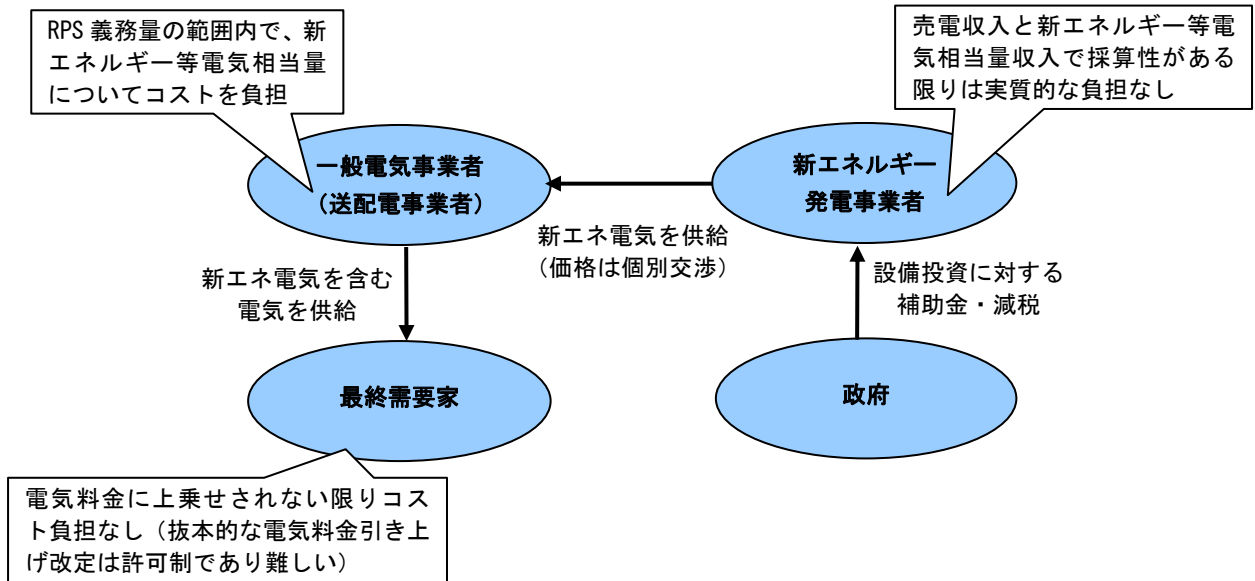 RPS 義務量の範囲内で、新
エネルギー等電気相当量
についてコストを負担
売電収入と新エネルギー等電
気相当量収入で採算性がある
限りは実質的な負担なし
一般電気事業者
(送配電事業者)
新エネルギー
発電事業者
新エネ電気を供給
(価格は個別交渉)
新エネ電気を含む
電気を供給
設備投資に対する
補助金・減税
最終需要家
政府
電気料金に上乗せされない限りコス
ト負担なし(抜本的な電気料金引き上
げ改定は許可制であり難しい)